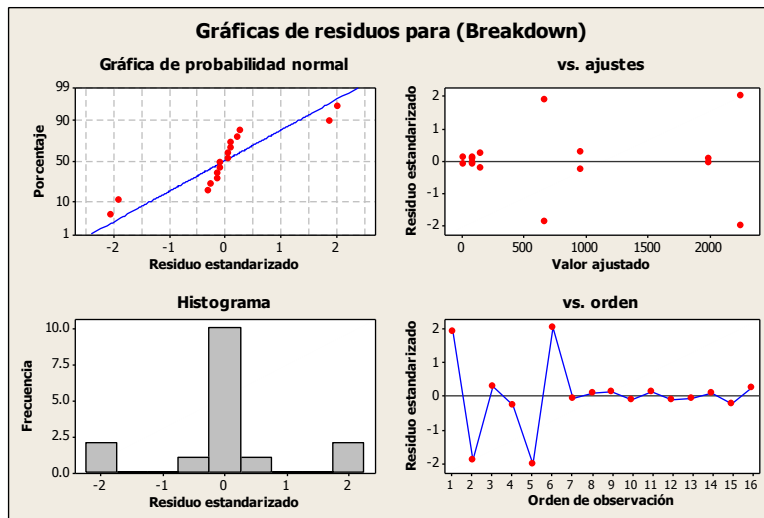 Gráficas de residuos para (Breakdown)
Gráfica de probabilidad normal
Porcentaje
99
90
50
10
1
-2 -1 0 1 2
Residuo estandarizado
vs. ajustes
Residuo estandarizado
2
1
0
-1
-2
0 500 1000 1500 2000
Valor ajustado
Histograma
Frecuencia
10.0
7.5
5.0
2.5
0.0
-2 -1 0 1 2
Residuo estandarizado
vs. orden
Residuo estandarizado
2
1
0
-1
-2
1 2 3 4 5 6 7 8 9 10 11 12 13 14 15 16
Orden de observación